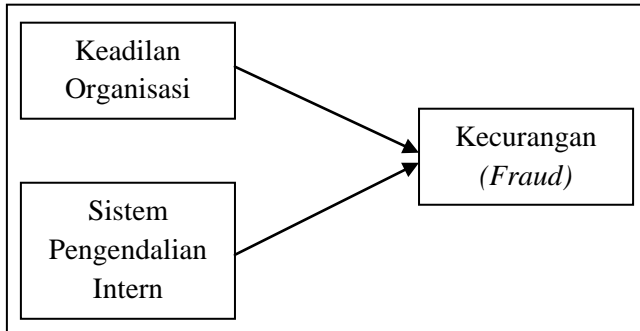 Keadilan
Organisasi
Kecurangan
(Fraud)
Sistem
Pengendalian
Intern